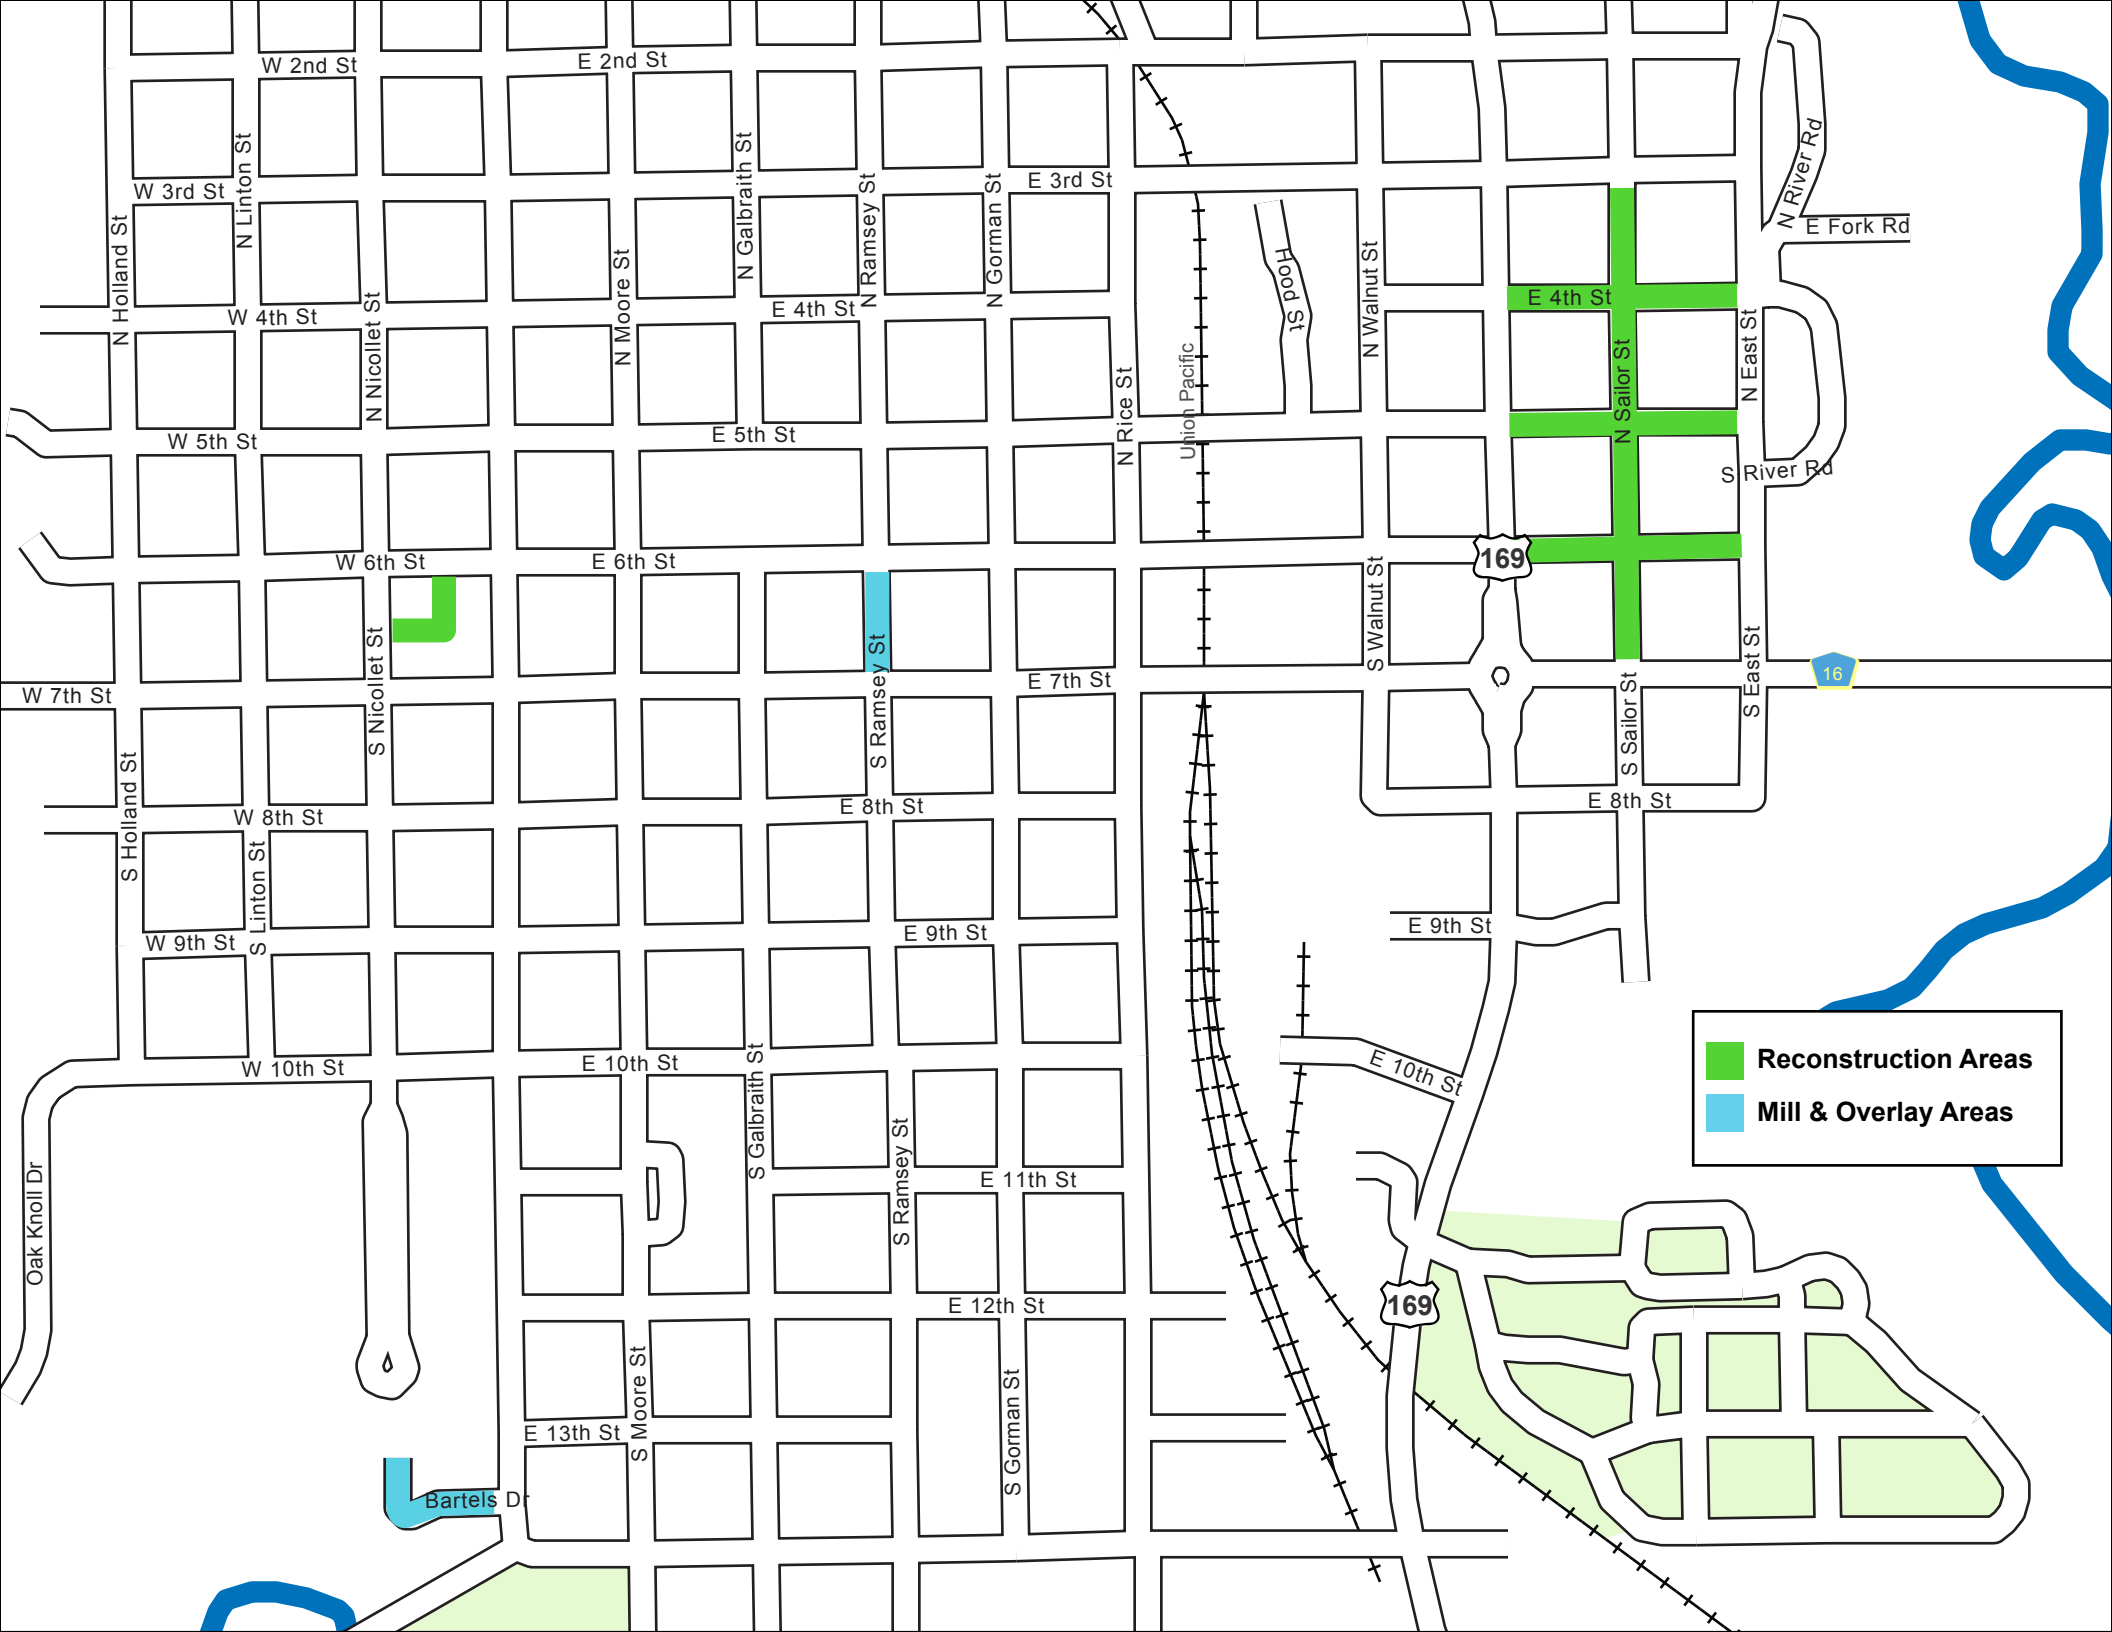 E 2nd St
W 2nd St
N Linton St
N Galbraith St
N River Rd
E 3rd St
W 3rd St
N Ramsey St
N Gorman St
N Holland St
E Fork Rd
N Moore St
Hood St
N Walnut St
E 4th St
N Nicollet St
E 4th St
W 4th St
N East St
N Sailor St
Union Pacific
N Rice St
E 5th St
W 5th St
S River Rd
169
E 6th St
W 6th St
S Walnut St
S Nicollet St
S Ramsey St
S East St
16
E 7th St
W 7th St
S Sailor St
S Holland St
E 8th St
E 8th St
W 8th St
S Linton St
E 9th St
E 9th St
W 9th St
E 10th St
W 10th St
E 10th St
S Galbraith St
Reconstruction Areas
Mill & Overlay Areas
S Ramsey St
E 11th St
Oak Knoll Dr
E 12th St
169
S Moore St
S Gorman St
E 13th St
Bartels Dr